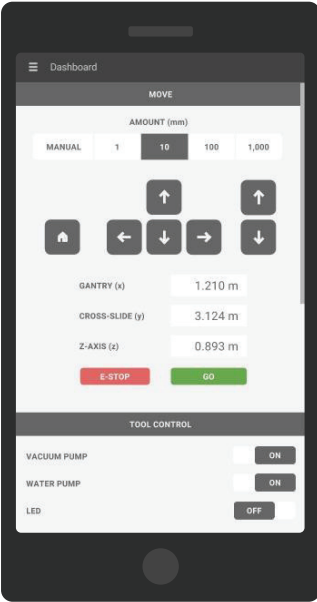 Dashboard
MOVE
AMOUNT (mm)
MANUAL 1 10 100 1,000
GANTRY (x) 1.210 m
CROSS-SLIDE (y) 3.124 m
Z-AXIS (z) 0.893 m
E-STOP GO
TOOL CONTROL
VACUUM PUMP ON
WATER PUMP ON
LED OFF